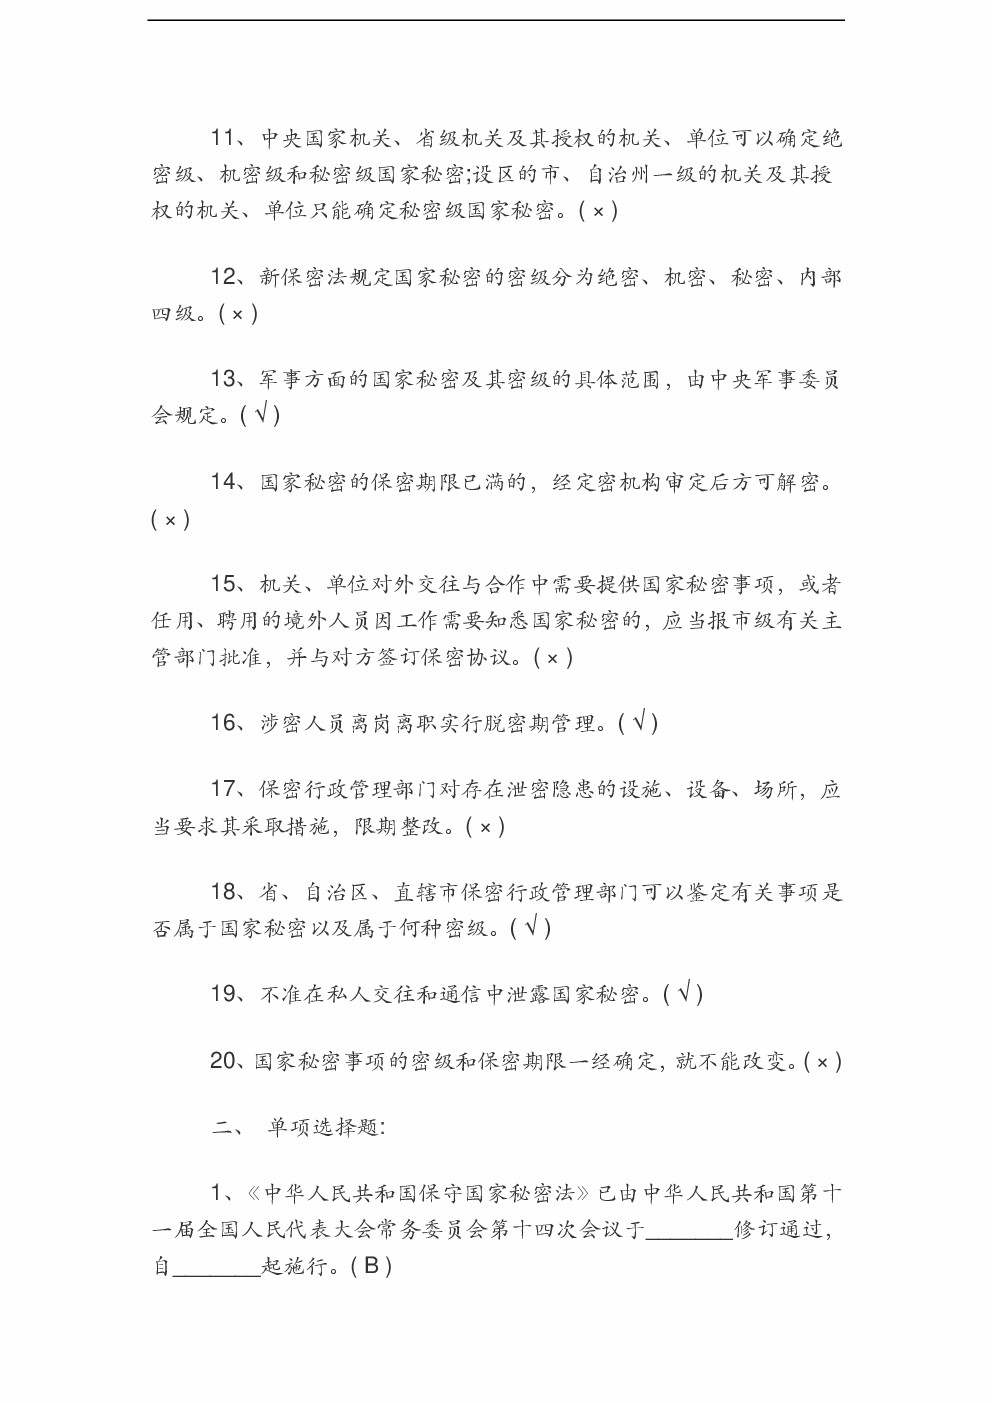 11、中央国家机关、省级机关及其授权的机关、单位可以确定绝
密级、机密级和秘密级国家秘密;设区的市、自治州一级的机关及其授
权的机关、单位只能确定秘密级国家秘密。( × )
12、新保密法规定国家秘密的密级分为绝密、机密、秘密、内部
四级。( × )
13、军事方面的国家秘密及其密级的具体范围，由中央军事委员
会规定。( √ )
14、国家秘密的保密期限已满的，经定密机构审定后方可解密。
( × )
15、机关、单位对外交往与合作中需要提供国家秘密事项，或者
任用、聘用的境外人员因工作需要知悉国家秘密的，应当报市级有关主
管部门批准，并与对方签订保密协议。( × )
16、涉密人员离岗离职实行脱密期管理。( √ )
17、保密行政管理部门对存在泄密隐患的设施、设备、场所，应
当要求其采取措施，限期整改。( × )
18、省、自治区、直辖市保密行政管理部门可以鉴定有关事项是
否属于国家秘密以及属于何种密级。( √ )
19、不准在私人交往和通信中泄露国家秘密。( √ )
20、国家秘密事项的密级和保密期限一经确定，就不能改变。( × )
二、 单项选择题:
1、《中华人民共和国保守国家秘密法》已由中华人民共和国第十
一届全国人民代表大会常务委员会第十四次会议于_______修订通过，
自_______起施行。( B )